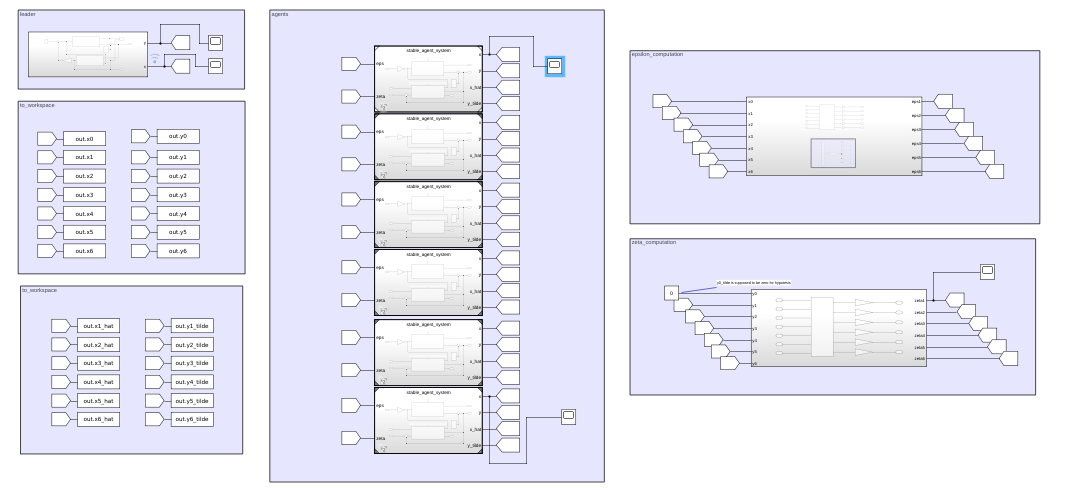 leader
y
x
to_workspace
out.x0
out.y0
out.x1
out.y1
out.x2
out.y2
out.x3
out.y3
out.x4
out.y4
out.x5
out.y5
out.x6
out.y6
to_workspace
out.x1_hat
out.y1_tilde
out.x2_hat
out.y2_tilde
out.x3_hat
out.y3_tilde
out.x4_hat
out.y4_tilde
out.x5_hat
out.y5_tilde
out.x6_hat
out.y6_tilde
agents
stable_agent_system
eps
zeta
x
y
x_hat
y_tilde
stable_agent_system
eps
zeta
x
y
x_hat
y_tilde
stable_agent_system
eps
zeta
x
y
x_hat
y_tilde
stable_agent_system
eps
zeta
x
y
x_hat
y_tilde
stable_agent_system
eps
zeta
x
y
x_hat
y_tilde
stable_agent_system
eps
zeta
x
y
x_hat
y_tilde
epsilon_computation
x0
x1
x2
x3
x4
x5
x6
eps1
eps2
eps3
eps4
eps5
eps6
zeta_computation
y0_tilde is supposed to be zero for hypotesis
0
y0
y1
y2
y3
y4
y5
y6
zeta1
zeta2
zeta3
zeta4
zeta5
zeta6